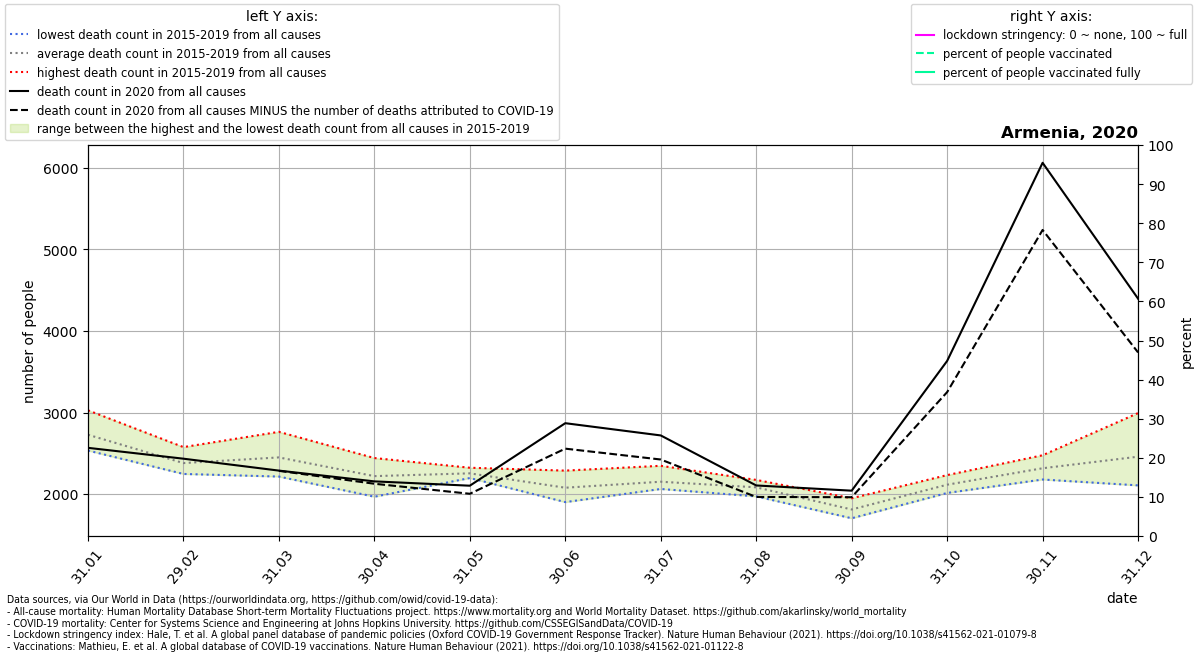 left Y axis:
lowest death count in 2015-2019 from all causes
average death count in 2015-2019 from all causes
highest death count in 2015-2019 from all causes
death count in 2020 from all causes
death count in 2020 from all causes MINUS the number of deaths attributed to COVID-19
range between the highest and the lowest death count from all causes in 2015-2019
right Y axis:
lockdown stringency: 0 ~ none, 100 ~ full
percent of people vaccinated
percent of people vaccinated fully
Armenia, 2020
number of people
6000
5000
4000
3000
2000
100
90
80
70
60
50
40
30
20
10
0
percent
31.01
29.02
31.03
30.04
31.05
30.06
31.07
31.08
30.09
31.10
30.11
31.12
date
Data sources, via Our World in Data (https://ourworldindata.org, https://github.com/owid/covid-19-data):
- All-cause mortality: Human Mortality Database Short-term Mortality Fluctuations project. https://www.mortality.org and World Mortality Dataset. https://github.com/akarlinsky/world_mortality
- COVID-19 mortality: Center for Systems Science and Engineering at Johns Hopkins University. https://github.com/CSSEGISandData/COVID-19
- Lockdown stringency index: Hale, T. et al. A global panel database of pandemic policies (Oxford COVID-19 Government Response Tracker). Nature Human Behaviour (2021). https://doi.org/10.1038/s41562-021-01079-8
- Vaccinations: Mathieu, E. et al. A global database of COVID-19 vaccinations. Nature Human Behaviour (2021). https://doi.org/10.1038/s41562-021-01122-8